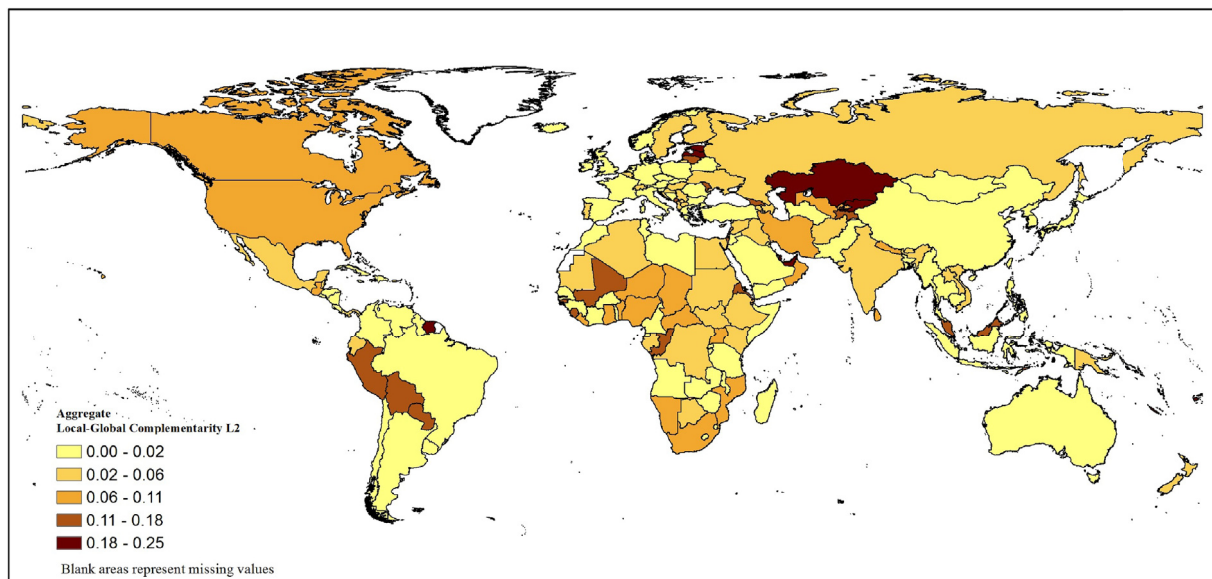 Aggregate
Local-Global Complementarity L2
0.00 - 0.02
0.02 - 0.06
0.06 - 0.11
0.11 - 0.18
0.18 - 0.25
Blank areas represent missing values